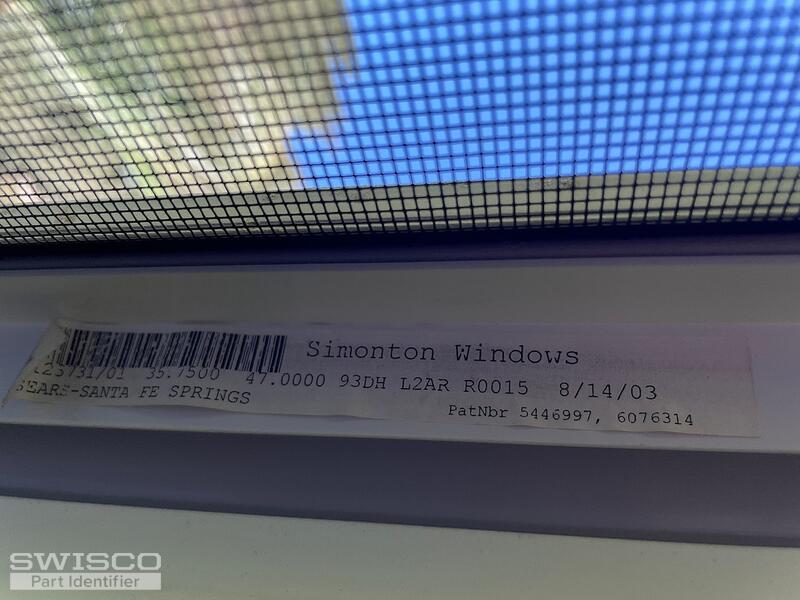 Simonton Windows
35.7500 47.0000 93DH L2AR R0015 8/14/03
SEARS-SANTA FE SPRINGS
PatNbr 5446997, 6076314
SWISCO
Part Identifier